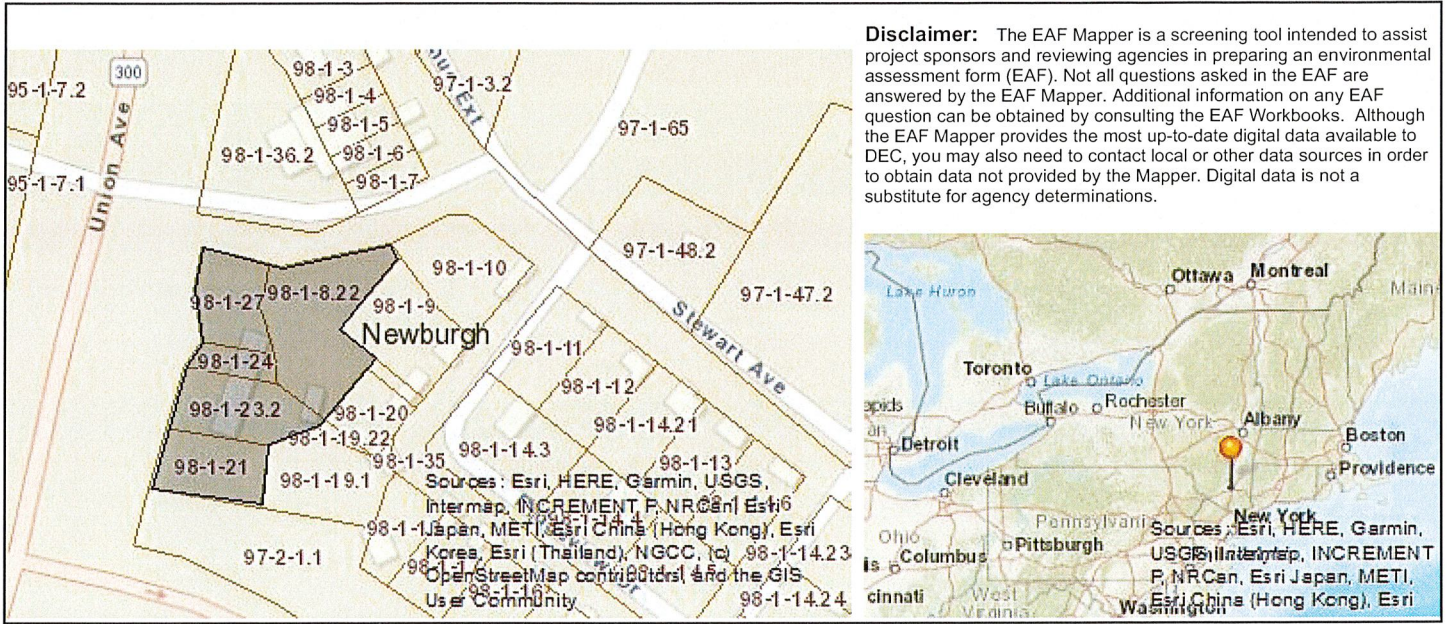 Disclaimer: The EAF Mapper is a screening tool intended to assist
project sponsors and reviewing agencies in preparing an environmental
assessment form (EAF). Not all questions asked in the EAF are
answered by the EAF Mapper. Additional information on any EAF
question can be obtained by consulting the EAF Workbooks. Although
the EAF Mapper provides the most up-to-date digital data available to
DEC, you may also need to contact local or other data sources in order
to obtain data not provided by the Mapper. Digital data is not a
substitute for agency determinations.
300
95-1-7.2
98-1-3
98-1-4
98-1-5
98-1-6
98-1-7
98-1-36.2
Ext
97-1-3.2
97-1-65
95-1-7.1
Union Ave
97-1-48.2
97-1-47.2
98-1-10
98-1-27
98-1-8.22
98-1-9
Newburgh
Stewart Ave
98-1-24
98-1-11
98-1-12
98-1-23.2
98-1-20
98-1-14.21
98-1-19.22
98-1-21
98-1-35
98-1-14.3
98-1-13
98-1-19.1
97-2-1.1
98-1-14.23
98-1-14.24
Sources: Esri, HERE, Garmin, USGS,
Intermap, INCREMENT P, NRCan, Esri
Japan, METI, Esri China (Hong Kong), Esri
Korea, Esri (Thailand), NGCC, (c)
OpenStreetMap contributors, and the GIS
User Community
Ottawa
Montreal
Lake Huron
Toronto
Lake Ontario
Buffalo
Rochester
New York
Albany
Boston
Detroit
Providence
Cleveland
New York
Pittsburgh
Ohio
Columbus
West
Virginia
Washington
Sources: Esri, HERE, Garmin,
USGS, Intermap, INCREMENT
P, NRCan, Esri Japan, METI,
Esri China (Hong Kong), Esri